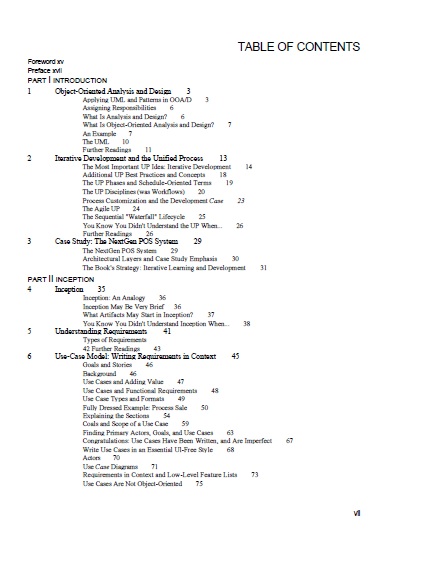 TABLE OF CONTENTS
Foreword xv
Preface xvii
PART I INTRODUCTION
1 Object-Oriented Analysis and Design 3
Applying UML and Patterns in OOA/D 3
Assigning Responsibilities 6
What Is Analysis and Design? 6
What Is Object-Oriented Analysis and Design? 7
An Example 7
The UML 10
Further Readings 11
2 Iterative Development and the Unified Process 13
The Most Important UP Idea: Iterative Development 14
Additional UP Best Practices and Concepts 18
The UP Phases and Schedule-Oriented Terms 19
The UP Disciplines (was Workflows) 20
Process Customization and the Development Case 23
The Agile UP 24
The Sequential "Waterfall" Lifecycle 25
You Know You Didn't Understand the UP When... 26
Further Readings 26
3 Case Study: The NextGen POS System 29
The NextGen POS System 29
Architectural Layers and Case Study Emphasis 30
The Book's Strategy: Iterative Learning and Development 31
PART II INCEPTION
4 Inception 35
Inception: An Analogy 36
Inception May Be Very Brief 36
What Artifacts May Start in Inception? 37
You Know You Didn't Understand Inception When... 38
5 Understanding Requirements 41
Types of Requirements
42 Further Readings 43
6 Use-Case Model: Writing Requirements in Context 45
Goals and Stories 46
Background 46
Use Cases and Adding Value 47
Use Cases and Functional Requirements 48
Use Case Types and Formats 49
Fully Dressed Example: Process Sale 50
Explaining the Sections 54
Goals and Scope of a Use Case 59
Finding Primary Actors, Goals, and Use Cases 63
Congratulations: Use Cases Have Been Written, and Are Imperfect 67
Write Use Cases in an Essential UI-Free Style 68
Actors 70
Use Case Diagrams 71
Requirements in Context and Low-Level Feature Lists 73
Use Cases Are Not Object-Oriented 75
vii